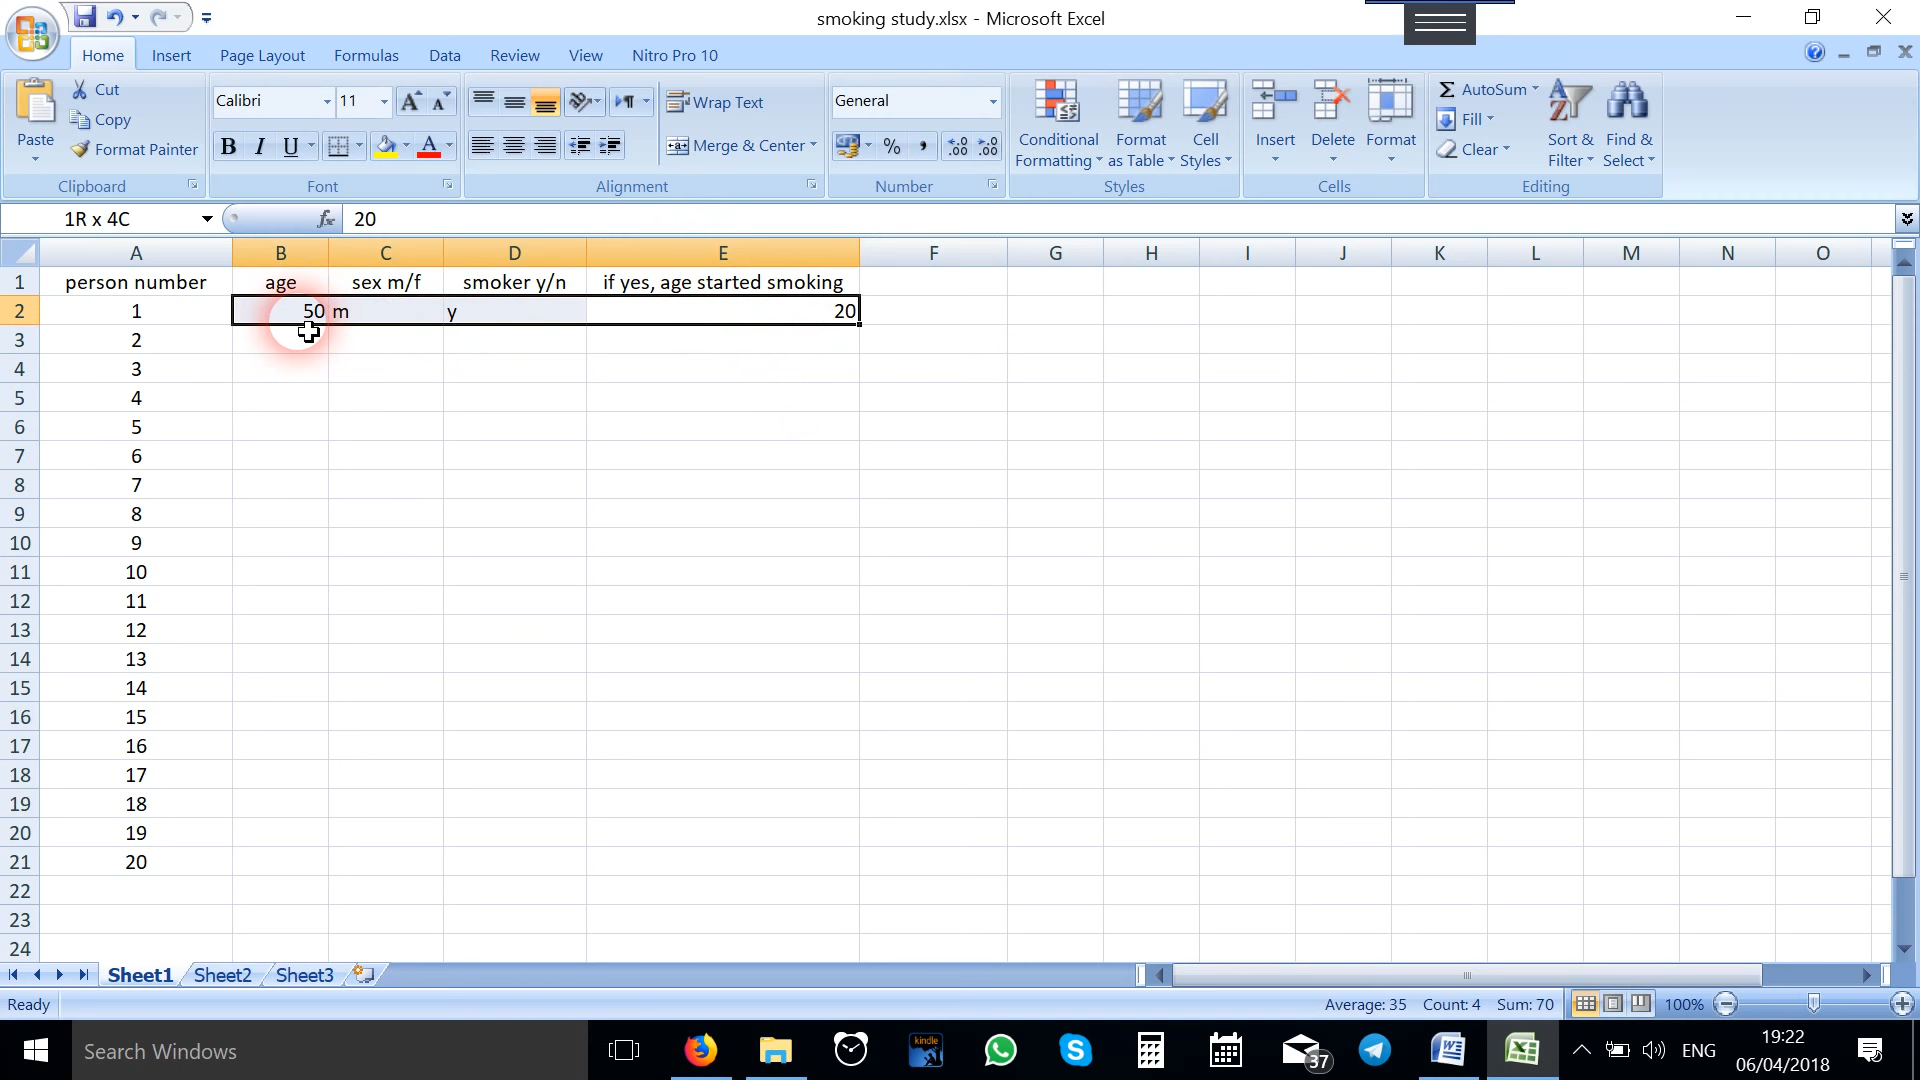 smoking study.xlsx - Microsoft Excel
Home Insert Page Layout Formulas Data Review View Nitro Pro 10
Paste
Cut
Copy
Format Painter
Clipboard
Calibri 11
B I U
Font
Wrap Text
Merge & Center
Alignment
General
Number
Conditional Formatting
Format as Table
Cell Styles
Styles
Insert Delete Format
Cells
AutoSum
Fill
Clear
Sort & Filter
Find & Select
Editing
1R x 4C fx 20
A B C D E F G H I J K L M N O
1 person number age sex m/f smoker y/n if yes, age started smoking
2 1 50 m y 20
3 2
4 3
5 4
6 5
7 6
8 7
9 8
10 9
11 10
12 11
13 12
14 13
15 14
16 15
17 16
18 17
19 18
20 19
21 20
22
23
24
Sheet1 Sheet2 Sheet3
Ready Average: 35 Count: 4 Sum: 70 100%
Search Windows kindle 37 ENG 19:22
06/04/2018